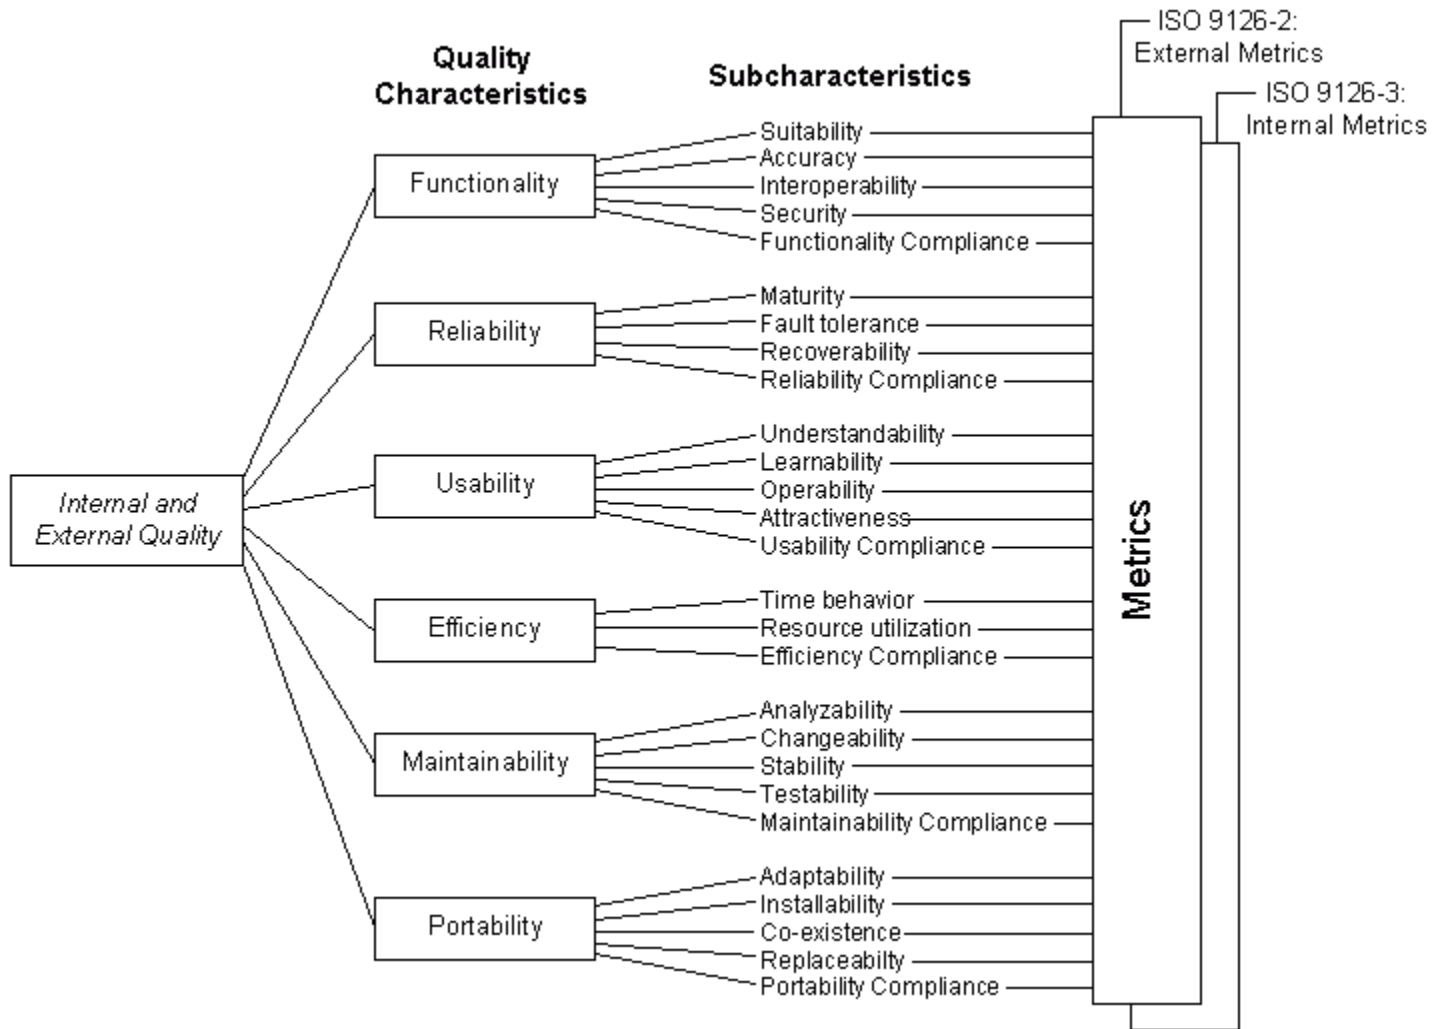 ISO 9126-2:
External Metrics
ISO 9126-3:
Internal Metrics
Quality
Characteristics
Subcharacteristics
Functionality
Suitability
Accuracy
Interoperability
Security
Functionality Compliance
Reliability
Maturity
Fault tolerance
Recoverability
Reliability Compliance
Internal and
External Quality
Usability
Understandability
Learnability
Operability
Attractiveness
Usability Compliance
Metrics
Efficiency
Time behavior
Resource utilization
Efficiency Compliance
Maintainability
Analyzability
Changeability
Stability
Testability
Maintainability Compliance
Portability
Adaptability
Installability
Co-existence
Replaceabilty
Portability Compliance